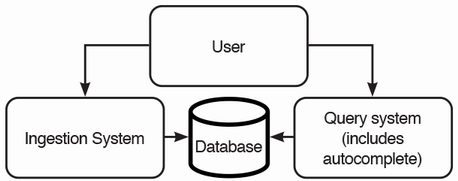 User
Ingestion System
Database
Query system
(includes
autocomplete)